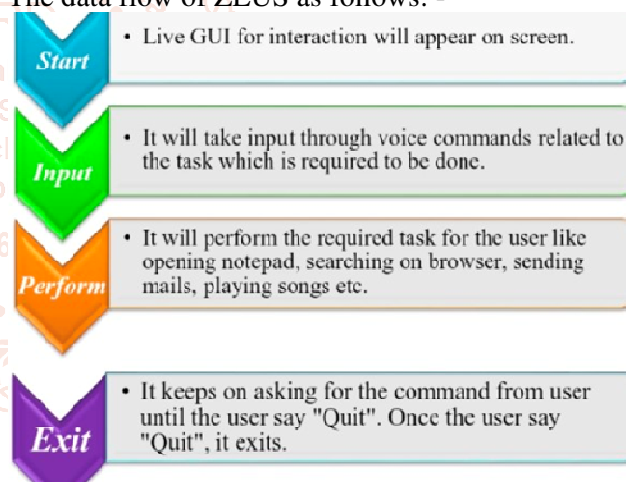 The data flow of ZEUS as follows: -
Start
• Live GUI for interaction will appear on screen.
Input
• It will take input through voice commands related to
the task which is required to be done.
Perform
• It will perform the required task for the user like
opening notepad, searching on browser, sending
mails, playing songs etc.
Exit
• It keeps on asking for the command from user
until the user say "Quit". Once the user say
"Quit", it exits.